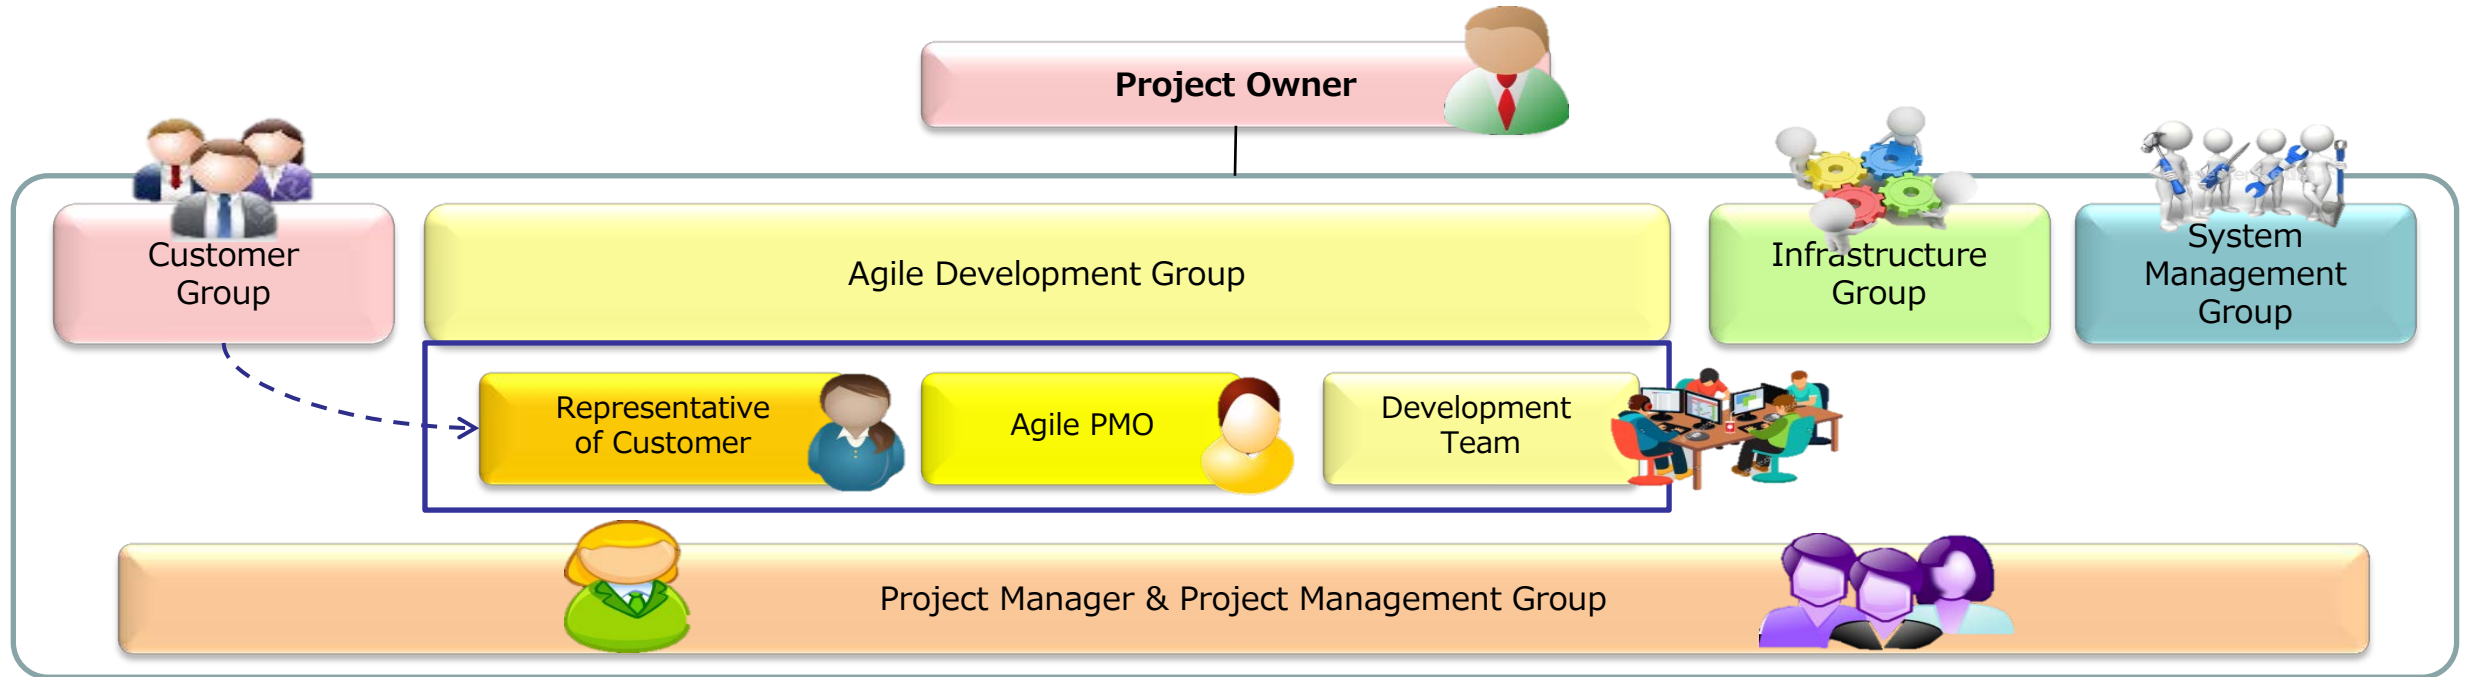 Project Owner
Customer
Group
Agile Development Group
Infrastructure
Group
System
Management
Group
Representative
of Customer
Agile PMO
Development
Team
Project Manager & Project Management Group